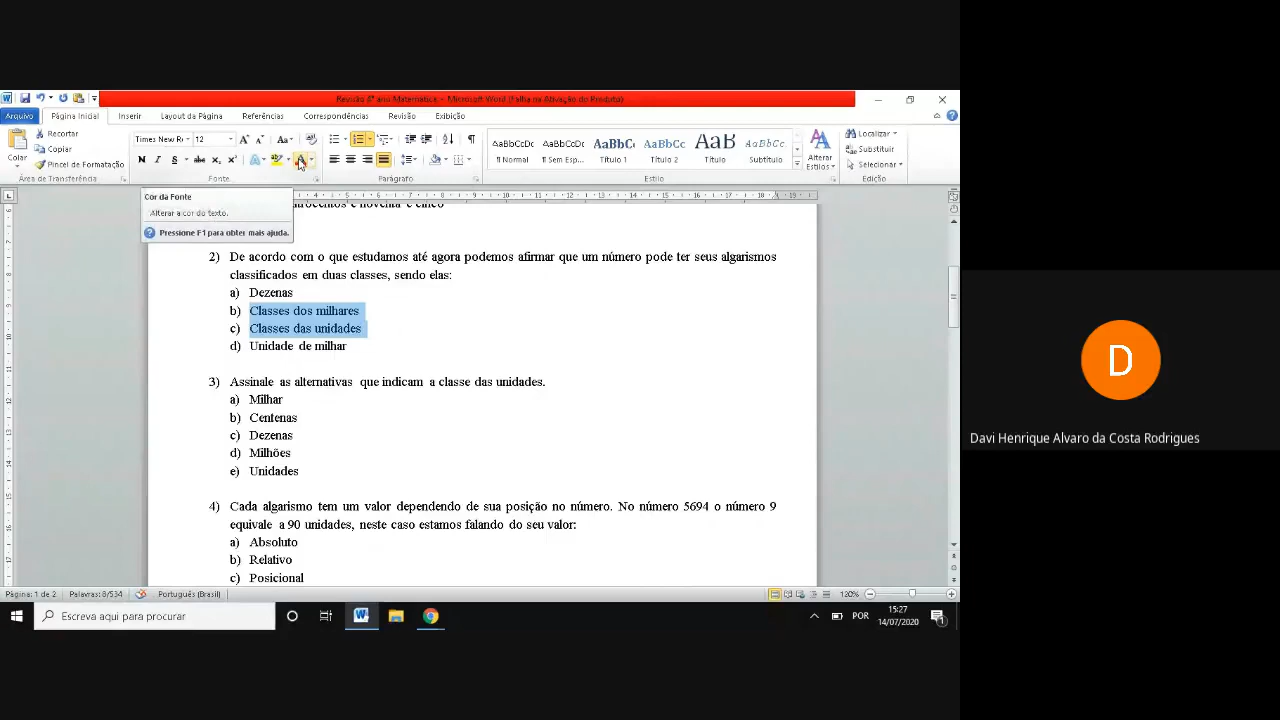 Revisão 4º ano Matemática - Microsoft Word (Falha na Ativação do Produto)
Arquivo Página Inicial Inserir Layout da Página Referências Correspondências Revisão Exibição
Colar
Recortar
Copiar
Pincel de Formatação
Área de Transferência
Times New R 12
N I S abc
Fonte
Parágrafo
AaBbCcDc AaBbCcDc AaBbC AaBbCc AaB AaBbCc.
¶ Normal ¶ Sem Esp... Título 1 Título 2 Título Subtítulo
Alterar
Estilos
Estilo
Localizar
Substituir
Selecionar
Edição
Cor da Fonte
Alterar a cor do texto.
Pressione F1 para obter mais ajuda.
e noventa e cinco
2) De acordo com o que estudamos até agora podemos afirmar que um número pode ter seus algarismos
classificados em duas classes, sendo elas:
a) Dezenas
b) Classes dos milhares
c) Classes das unidades
d) Unidade de milhar
3) Assinale as alternativas que indicam a classe das unidades.
a) Milhar
b) Centenas
c) Dezenas
d) Milhões
e) Unidades
4) Cada algarismo tem um valor dependendo de sua posição no número. No número 5694 o número 9
equivale a 90 unidades, neste caso estamos falando do seu valor:
a) Absoluto
b) Relativo
c) Posicional
Página: 1 de 2 Palavras: 8/534 Português (Brasil) 120%
Escreva aqui para procurar
POR
15:27
14/07/2020
D
Davi Henrique Alvaro da Costa Rodrigues